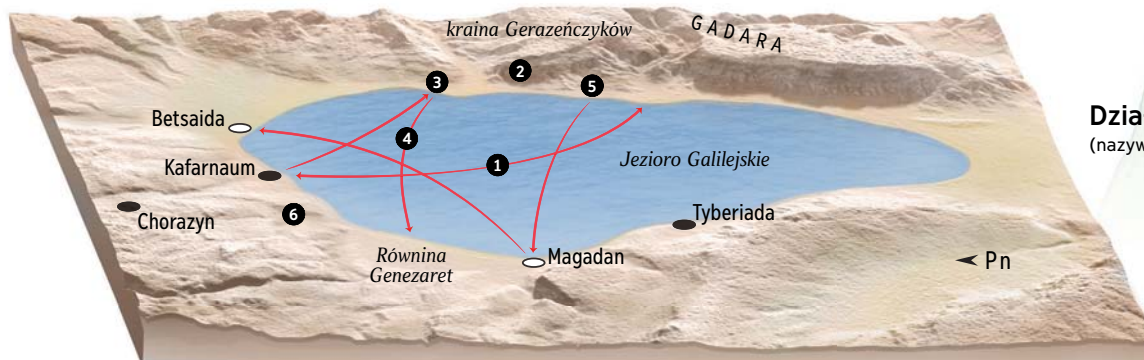 kraina Gerazeńczyków
GADARA
3
2
5
Betsaida
4
Dzia
(nazyw
Kafarnaum
1
Jezioro Galilejskie
Chorazyn
6
Tyberiada
Równina
Genezaret
Magadan
Pn